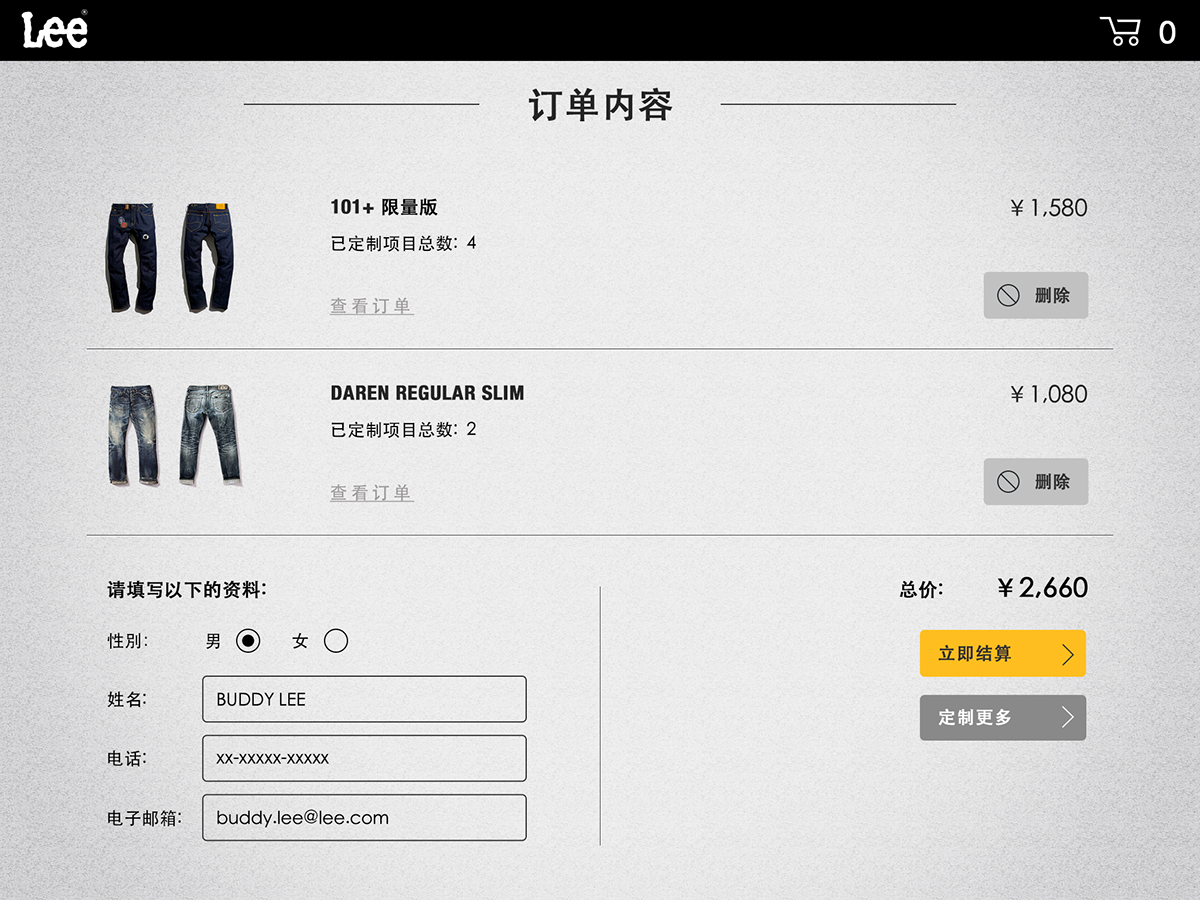 Lee®
0
订单内容
101+ 限量版
¥ 1,580
已定制项目总数: 4
查看订单
删除
DAREN REGULAR SLIM
¥ 1,080
已定制项目总数: 2
查看订单
删除
请填写以下的资料:
总价: ¥ 2,660
性別: 男 女
立即结算
姓名: BUDDY LEE
定制更多
电话: xx-xxxxx-xxxxx
电子邮箱: buddy.lee@lee.com